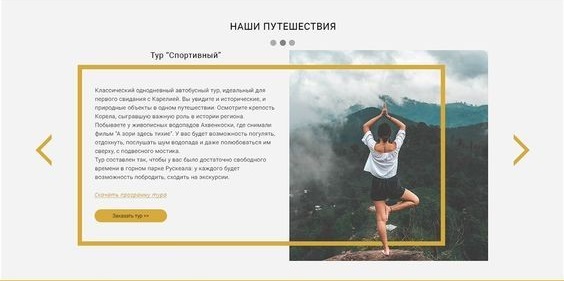 НАШИ ПУТЕШЕСТВИЯ
Тур "Спортивный"
Классический однодневный автобусный тур, идеальный для
первого свидания с Карелией. Вы увидите и исторические, и
природные объекты в одном путешествии. Осмотрите крепость
Корела, сыгравшую важную роль в истории региона.
Побываете у живописных водопадов Ахвенкоски, где снимали
фильм "А зори здесь тихие". У вас будет возможность погулять,
отдохнуть, послушать шум водопада и даже полюбоваться им
сверху, с подвесного мостика.
Тур составлен так, чтобы у вас было достаточно свободного
времени в горном парке Рускеала: у каждого будет
возможность побродить, сходить на экскурсии.
Скачать программу тура
Заказать тур >>